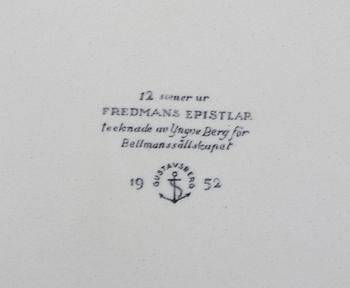 12 scener ur
FREDMANS EPISTLAR
tecknade av Yngve Berg för
Bellmanssällskapet
GUSTAVSBERG
19 52